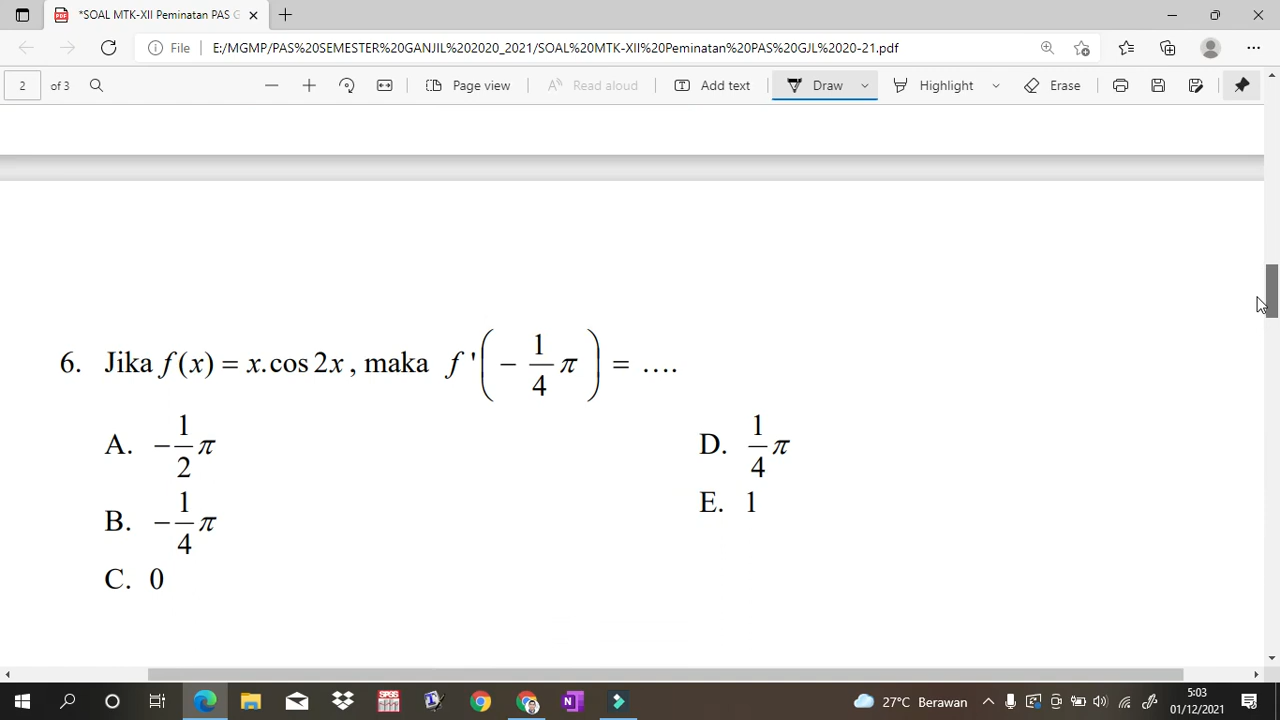 *SOAL MTK-XII Peminatan PAS G
File E:/MGMP/PAS%20SEMESTER%20GANJIL%202020_2021/SOAL%20MTK-XII%20Peminatan%20PAS%20GJL%2020-21.pdf
2 of 3 Page view Read aloud Add text Draw Highlight Erase
6. Jika f(x) = x.cos 2x, maka f'(-1/4 π) = ....
A. -1/2 π
B. -1/4 π
C. 0
D. 1/4 π
E. 1
27°C Berawan 5:03
01/12/2021